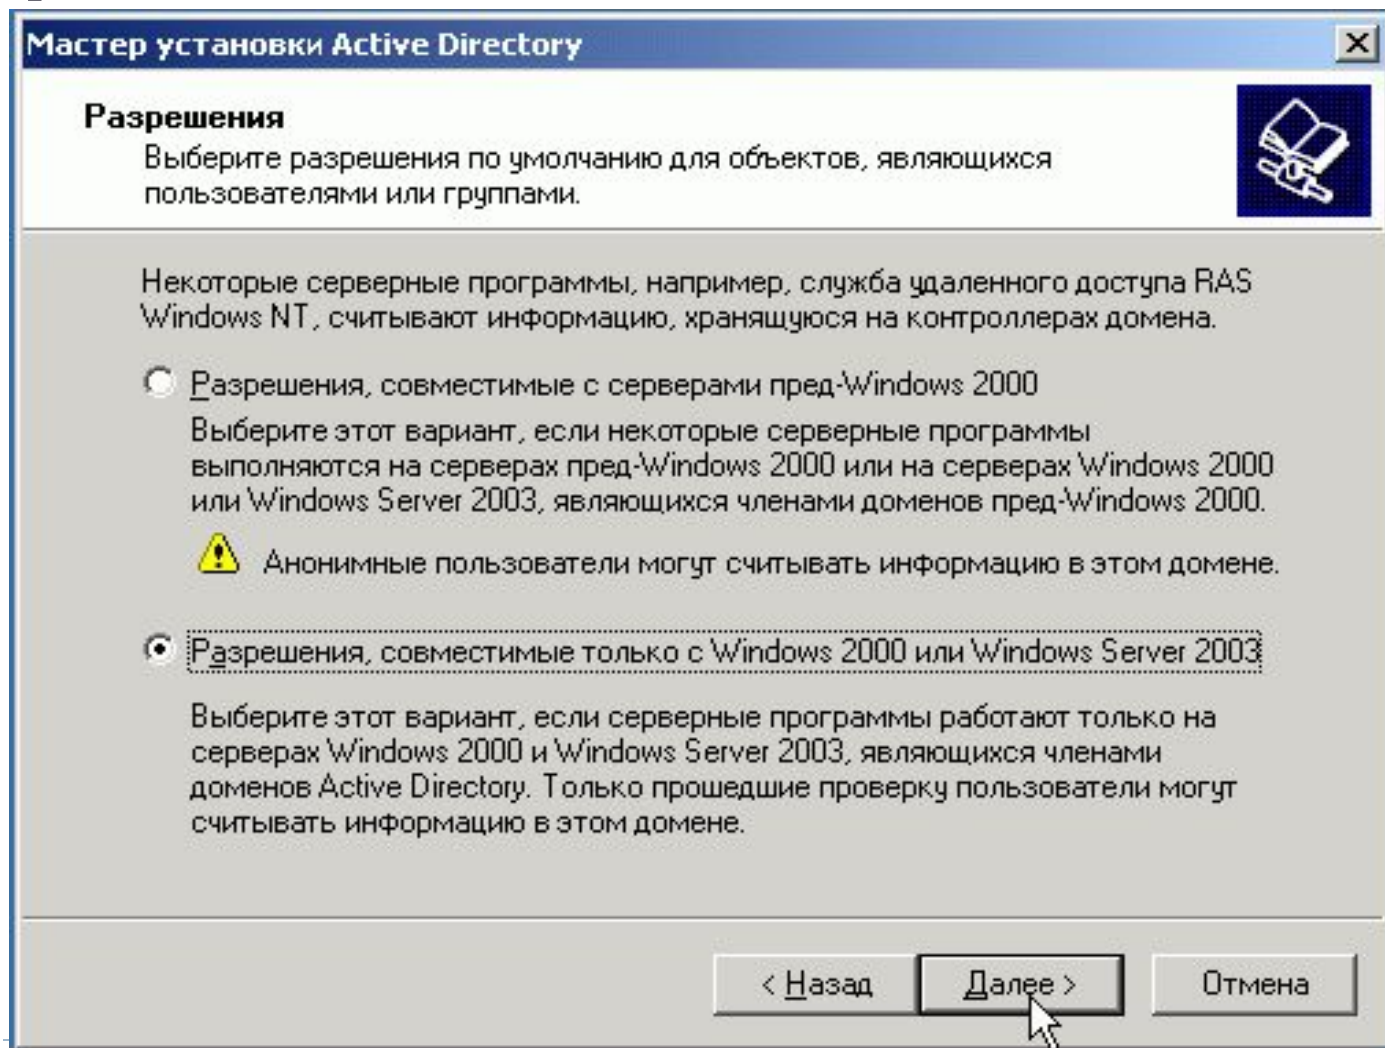 Мастер установки Active Directory
Разрешения
Выберите разрешения по умолчанию для объектов, являющихся
пользователями или группами.
Некоторые серверные программы, например, служба удаленного доступа RAS
Windows NT, считывают информацию, хранящуюся на контроллерах домена.
Разрешения, совместимые с серверами пред-Windows 2000
Выберите этот вариант, если некоторые серверные программы
выполняются на серверах пред-Windows 2000 или на серверах Windows 2000
или Windows Server 2003, являющихся членами доменов пред-Windows 2000.
Анонимные пользователи могут считывать информацию в этом домене.
Разрешения, совместимые только с Windows 2000 или Windows Server 2003
Выберите этот вариант, если серверные программы работают только на
серверах Windows 2000 и Windows Server 2003, являющихся членами
доменов Active Directory. Только прошедшие проверку пользователи могут
считывать информацию в этом домене.
< Назад Далее > Отмена